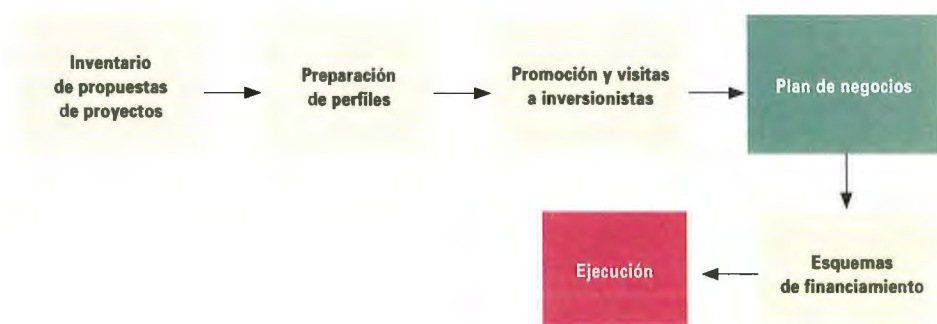 Inventario
de propuestas
de proyectos
Preparación
de perfiles
Promoción y visitas
a inversionistas
Plan de negocios
Esquemas
de financiamiento
Ejecución